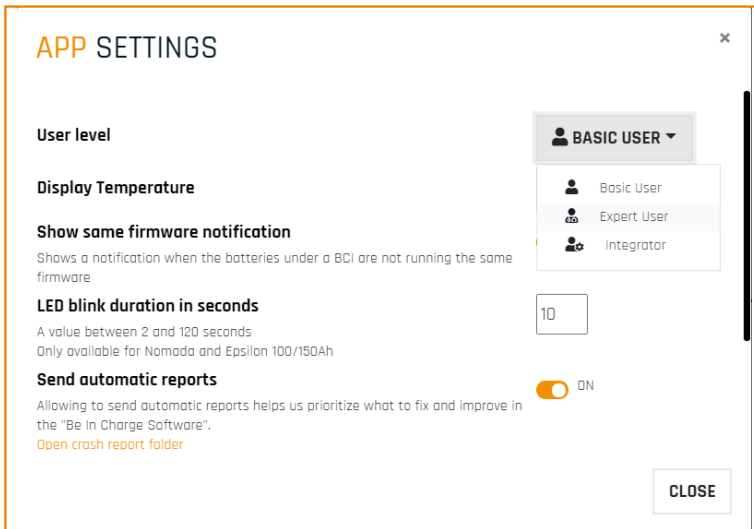 APP SETTINGS
×
User level
BASIC USER
Basic User
Expert User
Integrator
Display Temperature
Show same firmware notification
Shows a notification when the batteries under a BCI are not running the same
firmware
LED blink duration in seconds
10
A value between 2 and 120 seconds
Only available for Nomada and Epsilon 100/150Ah
Send automatic reports
ON
Allowing to send automatic reports helps us prioritize what to fix and improve in
the "Be In Charge Software".
Open crash report folder
CLOSE